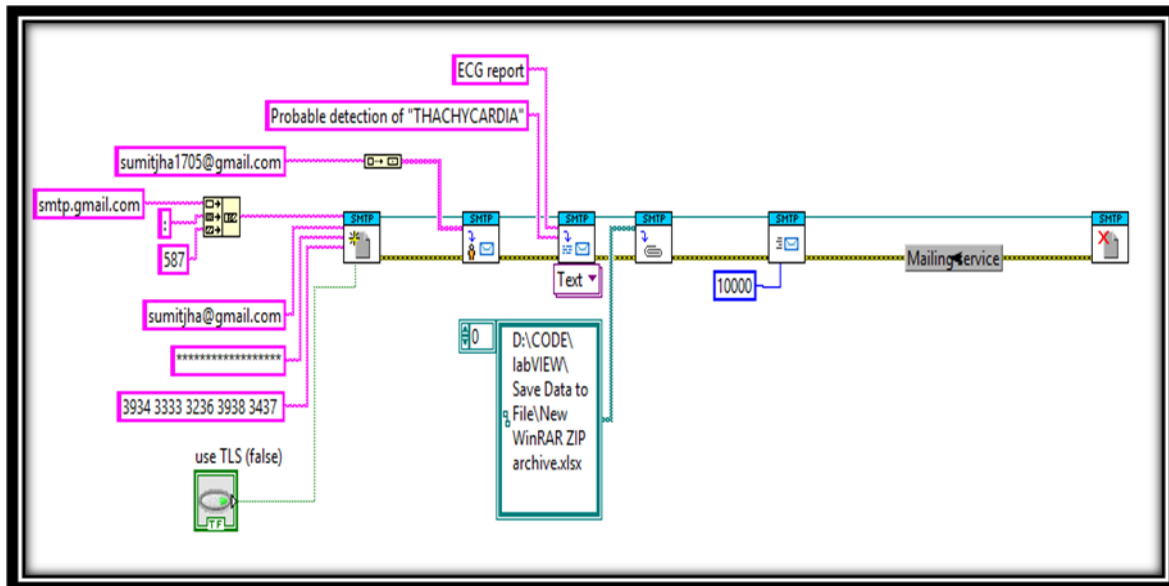 ECG report
Probable detection of "THACHYCARDIA"
sumitjha1705@gmail.com
smtp.gmail.com
:
587
SMTP
SMTP
SMTP
SMTP
SMTP
SMTP
Text
10000
Mailing service
sumitjha@gmail.com
******************
3934 3333 3236 3938 3437
0
D:\CODE\
labVIEW\
Save Data to
File\New
WinRAR ZIP
archive.xlsx
use TLS (false)
TF